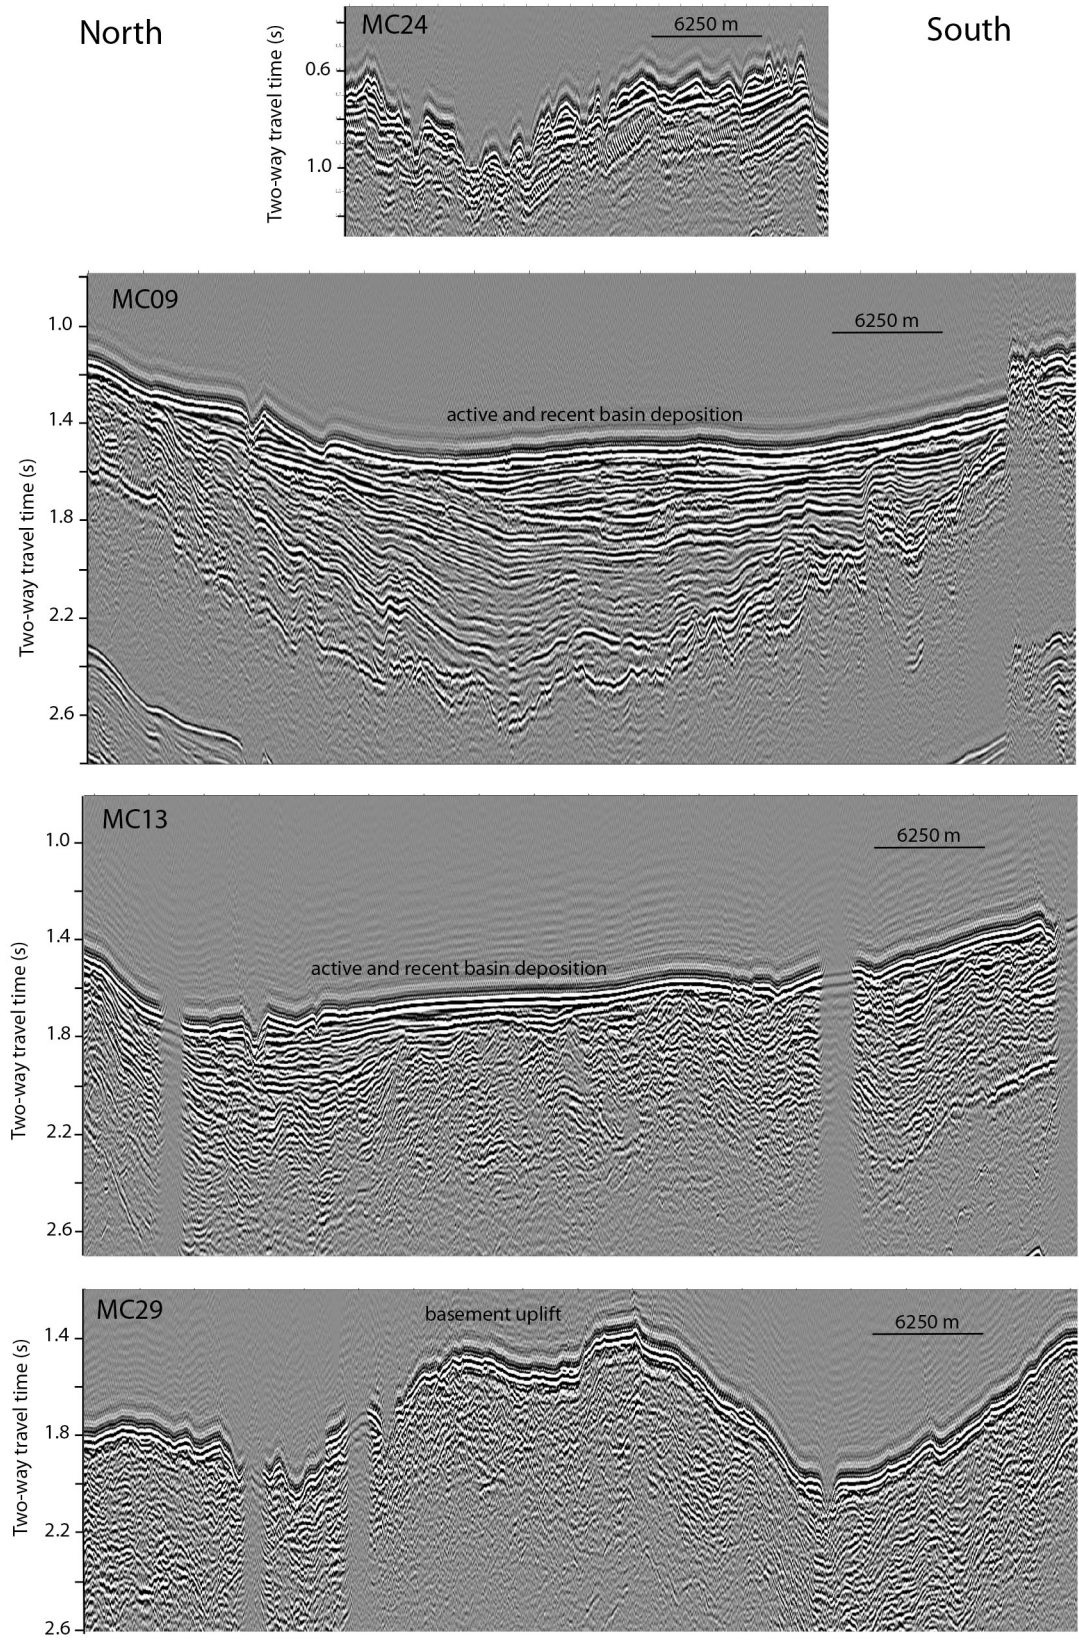 North
MC24
6250 m
South
Two-way travel time (s)
0.6
1.0
MC09
6250 m
active and recent basin deposition
Two-way travel time (s)
1.0
1.4
1.8
2.2
2.6
MC13
6250 m
active and recent basin deposition
Two-way travel time (s)
1.0
1.4
1.8
2.2
2.6
MC29
basement uplift
6250 m
Two-way travel time (s)
1.4
1.8
2.2
2.6